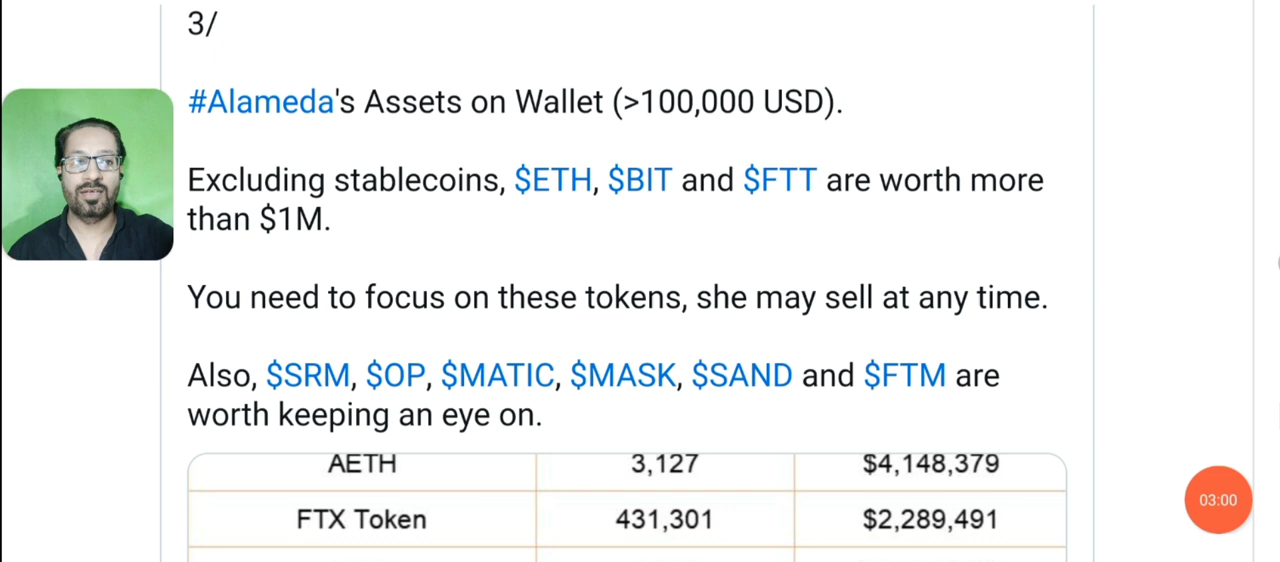 3/
#Alameda's Assets on Wallet (>100,000 USD).
Excluding stablecoins, $ETH, $BIT and $FTT are worth more
than $1M.
You need to focus on these tokens, she may sell at any time.
Also, $SRM, $OP, $MATIC, $MASK, $SAND and $FTM are
worth keeping an eye on.
AETH 3,127 $4,148,379
FTX Token 431,301 $2,289,491
03:00